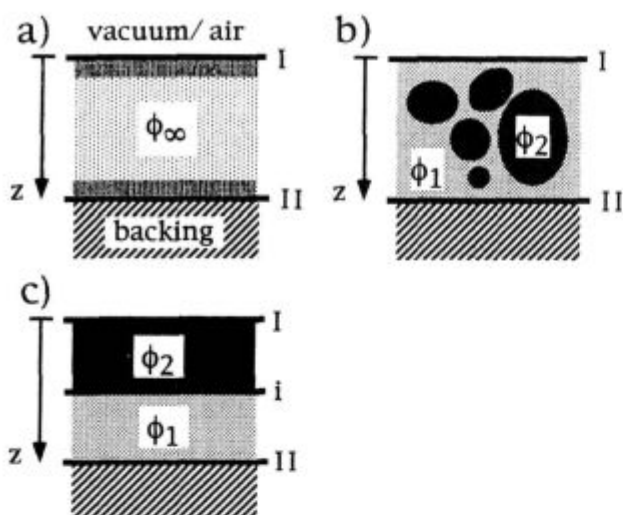 a) vacuum/ air
I
ϕ∞
z
II
backing
b)
I
ϕ2
ϕ1
z
II
c)
I
ϕ2
i
ϕ1
z
II